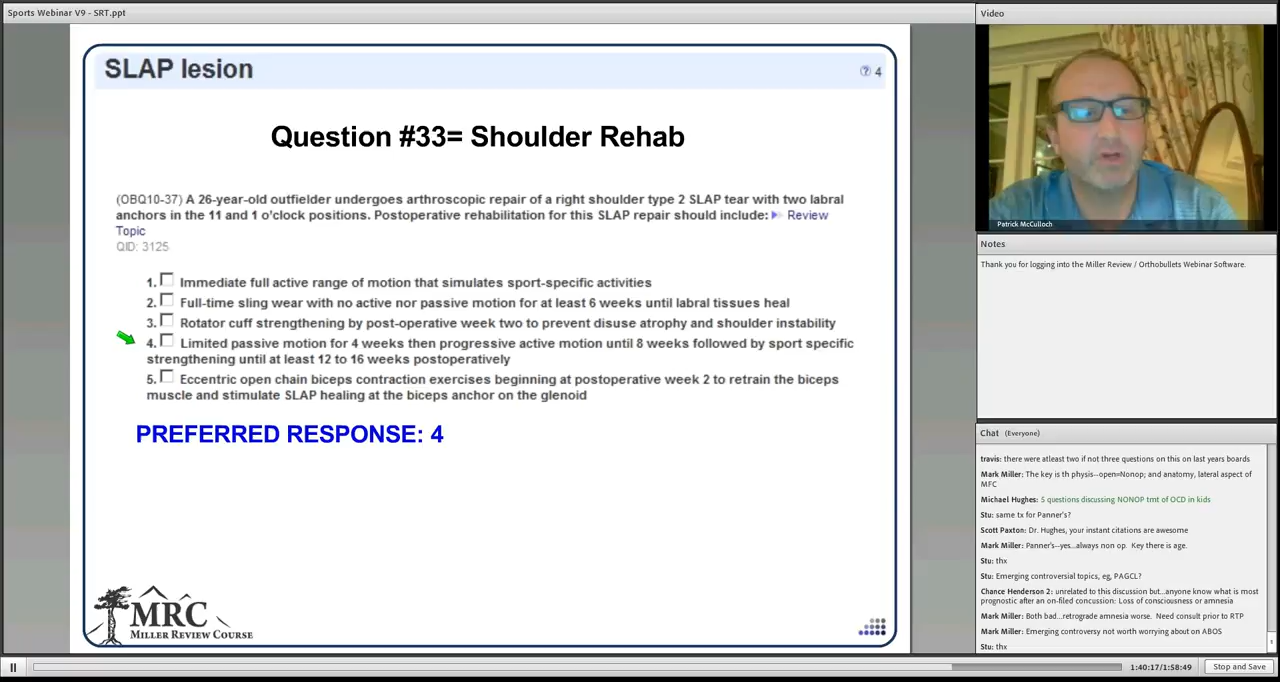 Sports Webinar V9 - SRT.ppt
SLAP lesion
4
Question #33= Shoulder Rehab
(OBQ10-37) A 26-year-old outfielder undergoes arthroscopic repair of a right shoulder type 2 SLAP tear with two labral
anchors in the 11 and 1 o'clock positions. Postoperative rehabilitation for this SLAP repair should include: Review
Topic
QID: 3125
1. Immediate full active range of motion that simulates sport-specific activities
2. Full-time sling wear with no active nor passive motion for at least 6 weeks until labral tissues heal
3. Rotator cuff strengthening by post-operative week two to prevent disuse atrophy and shoulder instability
4. Limited passive motion for 4 weeks then progressive active motion until 8 weeks followed by sport specific
strengthening until at least 12 to 16 weeks postoperatively
5. Eccentric open chain biceps contraction exercises beginning at postoperative week 2 to retrain the biceps
muscle and stimulate SLAP healing at the biceps anchor on the glenoid
PREFERRED RESPONSE: 4
MRC
MILLER REVIEW COURSE
Video
Patrick McCulloch
Notes
Thank you for logging into the Miller Review / Orthobullets Webinar Software.
Chat (Everyone)
travis: there were atleast two if not three questions on this on last years boards
Mark Miller: The key is th physis--open=Nonop; and anatomy, lateral aspect of
MFC
Michael Hughes: 5 questions discussing NONOP tmt of OCD in kids
Stu: same tx for Panner's?
Scott Paxton: Dr. Hughes, your instant citations are awesome
Mark Miller: Panner's--yes...always non op. Key there is age.
Stu: thx
Stu: Emerging controversial topics, eg, PAGCL?
Chance Henderson 2: unrelated to this discussion but...anyone know what is most
prognostic after an on-filed concussion: Loss of consciousness or amnesia
Mark Miller: Both bad...retrograde amnesia worse. Need consult prior to RTP
Mark Miller: Emerging controversy not worth worrying about on ABOS
Stu: thx
1:40:17/1:58:49
Stop and Save